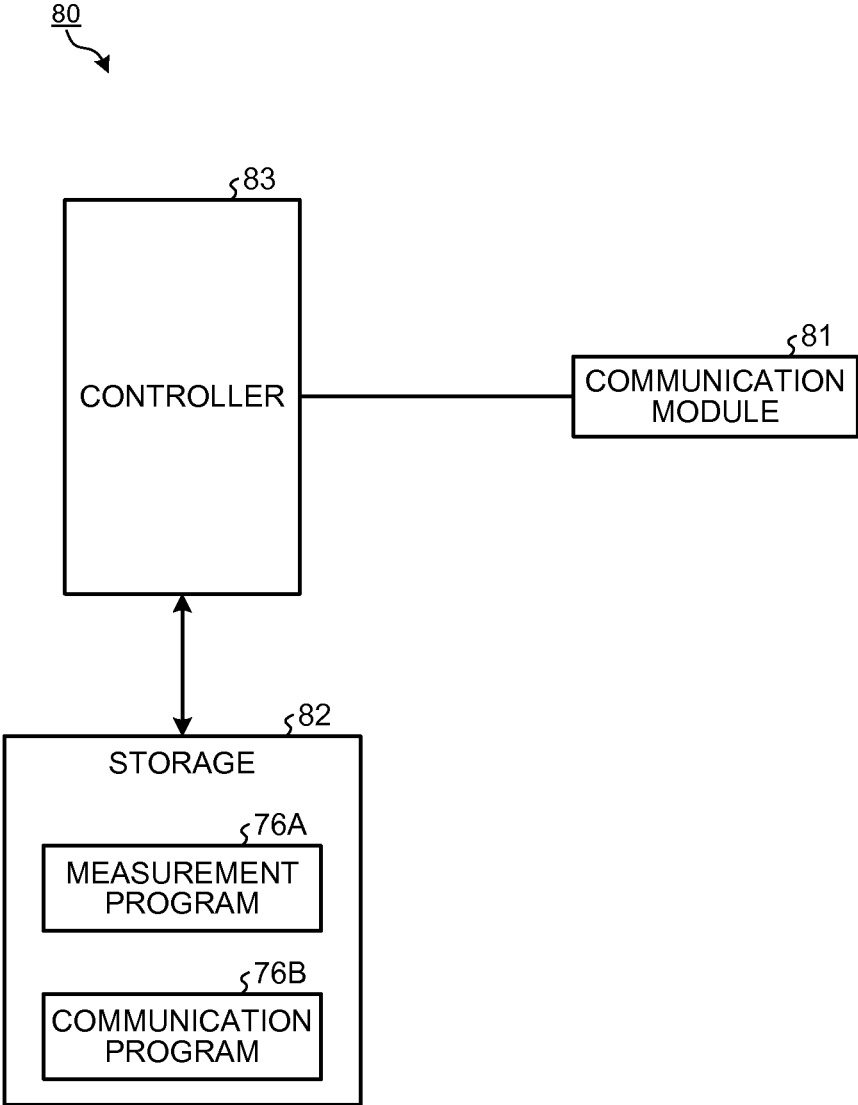 80
83
CONTROLLER
81
COMMUNICATION
MODULE
82
STORAGE
76A
MEASUREMENT
PROGRAM
76B
COMMUNICATION
PROGRAM